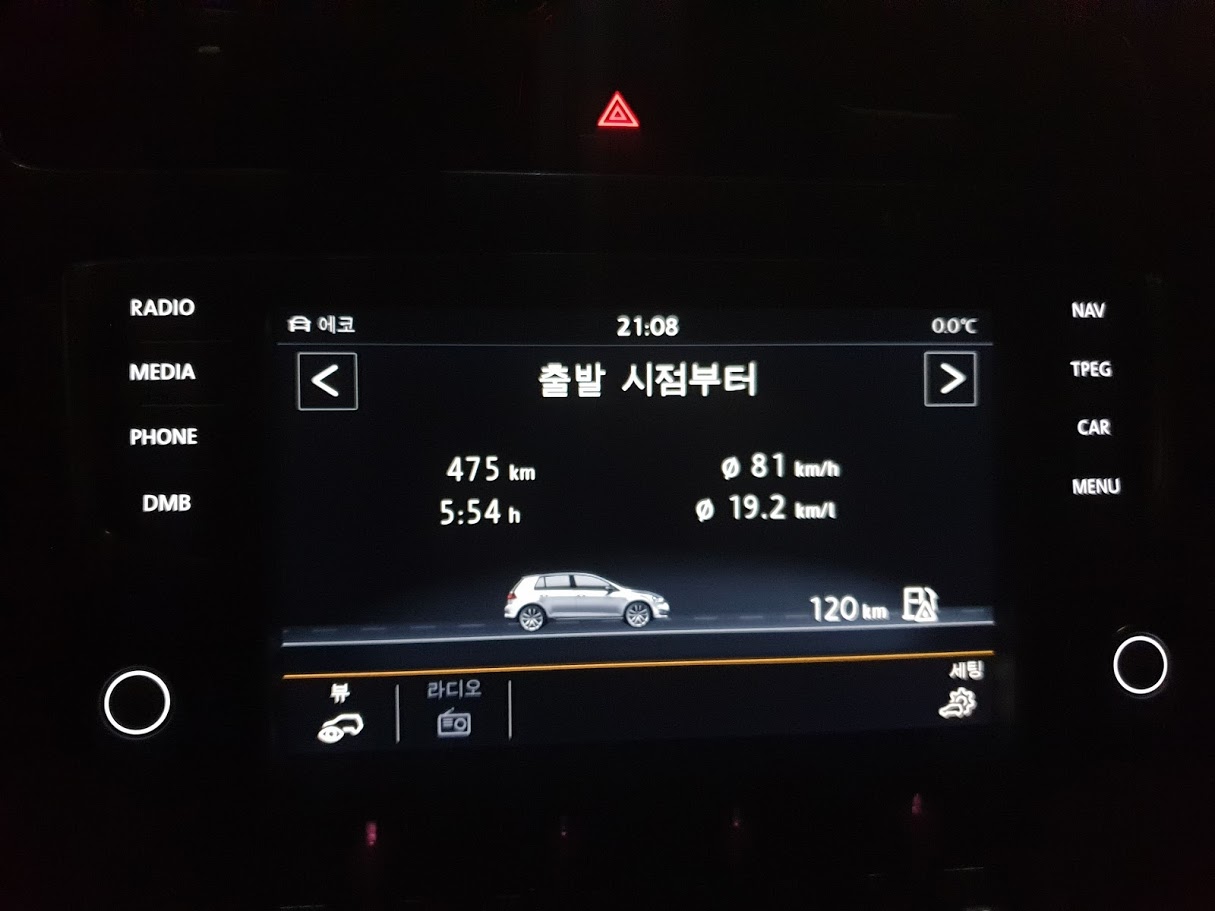 RADIO
MEDIA
PHONE
DMB
에코
21:08
0.0°C
<
출발 시점부터
>
475 km
ø 81 km/h
5:54 h
ø 19.2 km/l
120 km
뷰
라디오
세팅
NAV
TPEG
CAR
MENU